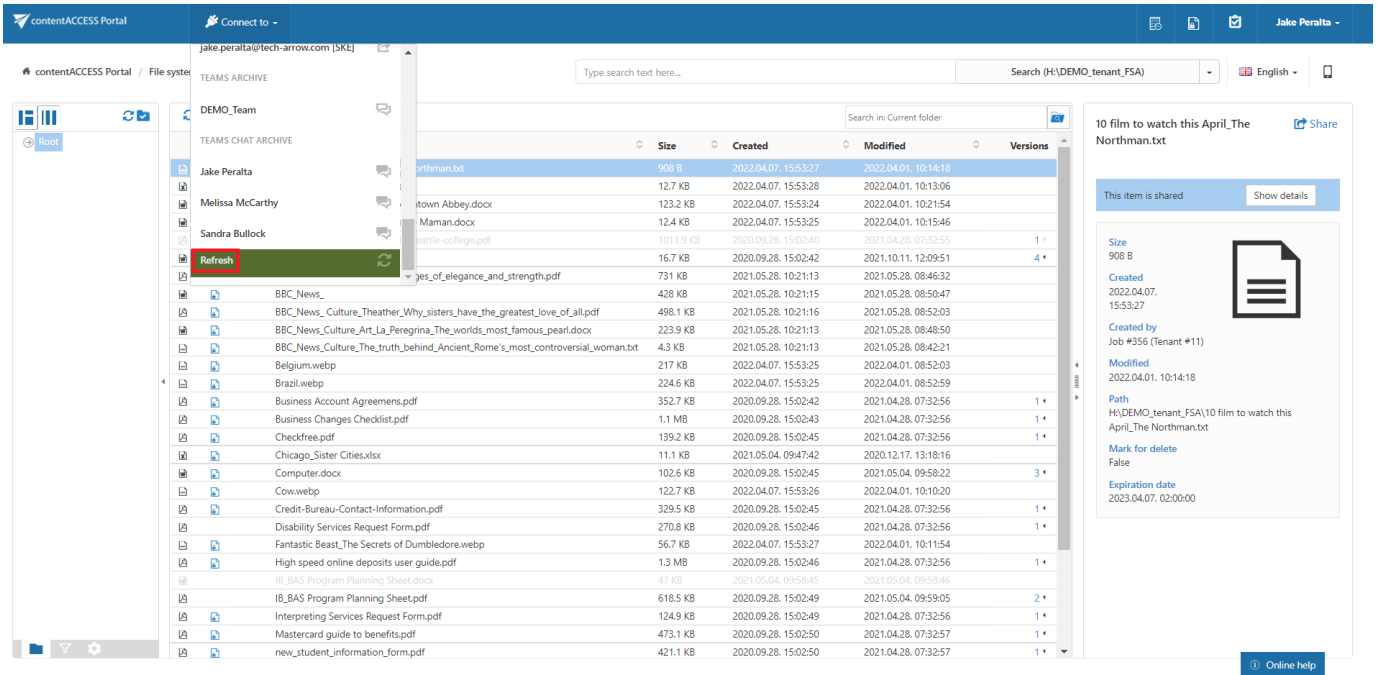 contentACCESS Portal
Connect to
Jake Peralta
jake.peralta@tech-arrow.com [SKE]
TEAMS ARCHIVE
DEMO_Team
TEAMS CHAT ARCHIVE
Jake Peralta
Melissa McCarthy
Sandra Bullock
Refresh
contentACCESS Portal / File syste
Type search text here...
Search (H:\DEMO_tenant_FSA)
English
Root
Search in: Current folder
Size Created Modified Versions
orthman.txt 908 B 2022.04.07. 15:53:27 2022.04.01. 10:14:18
12.7 KB 2022.04.07. 15:53:28 2022.04.01. 10:13:06
town Abbey.docx 123.2 KB 2022.04.07. 15:53:24 2022.04.01. 10:21:54
Maman.docx 12.4 KB 2022.04.07. 15:53:25 2022.04.01. 10:15:46
eattle-college.pdf 1011.9 KB 2020.09.28. 15:02:40 2021.04.28. 07:32:55 1
16.7 KB 2020.09.28. 15:02:42 2021.10.11. 12:09:51 4
ges_of_elegance_and_strength.pdf 731 KB 2021.05.28. 10:21:13 2021.05.28. 08:46:32
BBC_News_ 428 KB 2021.05.28. 10:21:15 2021.05.28. 08:50:47
BBC_News_ Culture_Theather_Why_sisters_have_the_greatest_love_of_all.pdf 498.1 KB 2021.05.28. 10:21:16 2021.05.28. 08:52:03
BBC_News_Culture_Art_La_Peregrina_The_worlds_most_famous_pearl.docx 223.9 KB 2021.05.28. 10:21:13 2021.05.28. 08:48:50
BBC_News_Culture_The_truth_behind_Ancient_Rome's_most_controversial_woman.txt 4.3 KB 2021.05.28. 10:21:13 2021.05.28. 08:42:21
Belgium.webp 217 KB 2022.04.07. 15:53:25 2022.04.01. 08:52:03
Brazil.webp 224.6 KB 2022.04.07. 15:53:25 2022.04.01. 08:52:59
Business Account Agreemens.pdf 352.7 KB 2020.09.28. 15:02:42 2021.04.28. 07:32:56 1
Business Changes Checklist.pdf 1.1 MB 2020.09.28. 15:02:43 2021.04.28. 07:32:56 1
Checkfree.pdf 139.2 KB 2020.09.28. 15:02:45 2021.04.28. 07:32:56 1
Chicago_Sister Cities.xlsx 11.1 KB 2021.05.04. 09:47:42 2020.12.17. 13:18:16
Computer.docx 102.6 KB 2020.09.28. 15:02:45 2021.05.04. 09:58:22 3
Cow.webp 122.7 KB 2022.04.07. 15:53:26 2022.04.01. 10:10:20
Credit-Bureau-Contact-Information.pdf 329.5 KB 2020.09.28. 15:02:45 2021.04.28. 07:32:56 1
Disability Services Request Form.pdf 270.8 KB 2020.09.28. 15:02:46 2021.04.28. 07:32:56 1
Fantastic Beast_The Secrets of Dumbledore.webp 56.7 KB 2022.04.07. 15:53:27 2022.04.01. 10:11:54
High speed online deposits user guide.pdf 1.3 MB 2020.09.28. 15:02:46 2021.04.28. 07:32:56 1
IB_BAS Program Planning Sheet.docx 47 KB 2021.05.04. 09:58:45 2021.05.04. 09:58:46
IB_BAS Program Planning Sheet.pdf 618.5 KB 2020.09.28. 15:02:49 2021.05.04. 09:59:05 2
Interpreting Services Request Form.pdf 124.9 KB 2020.09.28. 15:02:49 2021.04.28. 07:32:56 1
Mastercard guide to benefits.pdf 473.1 KB 2020.09.28. 15:02:50 2021.04.28. 07:32:57 1
new_student_information_form.pdf 421.1 KB 2020.09.28. 15:02:50 2021.04.28. 07:32:57 1
10 film to watch this April_The
Northman.txt
Share
This item is shared
Show details
Size
908 B
Created
2022.04.07.
15:53:27
Created by
Job #356 (Tenant #11)
Modified
2022.04.01. 10:14:18
Path
H:\DEMO_tenant_FSA\10 film to watch this
April_The Northman.txt
Mark for delete
False
Expiration date
2023.04.07. 02:00:00
Online help